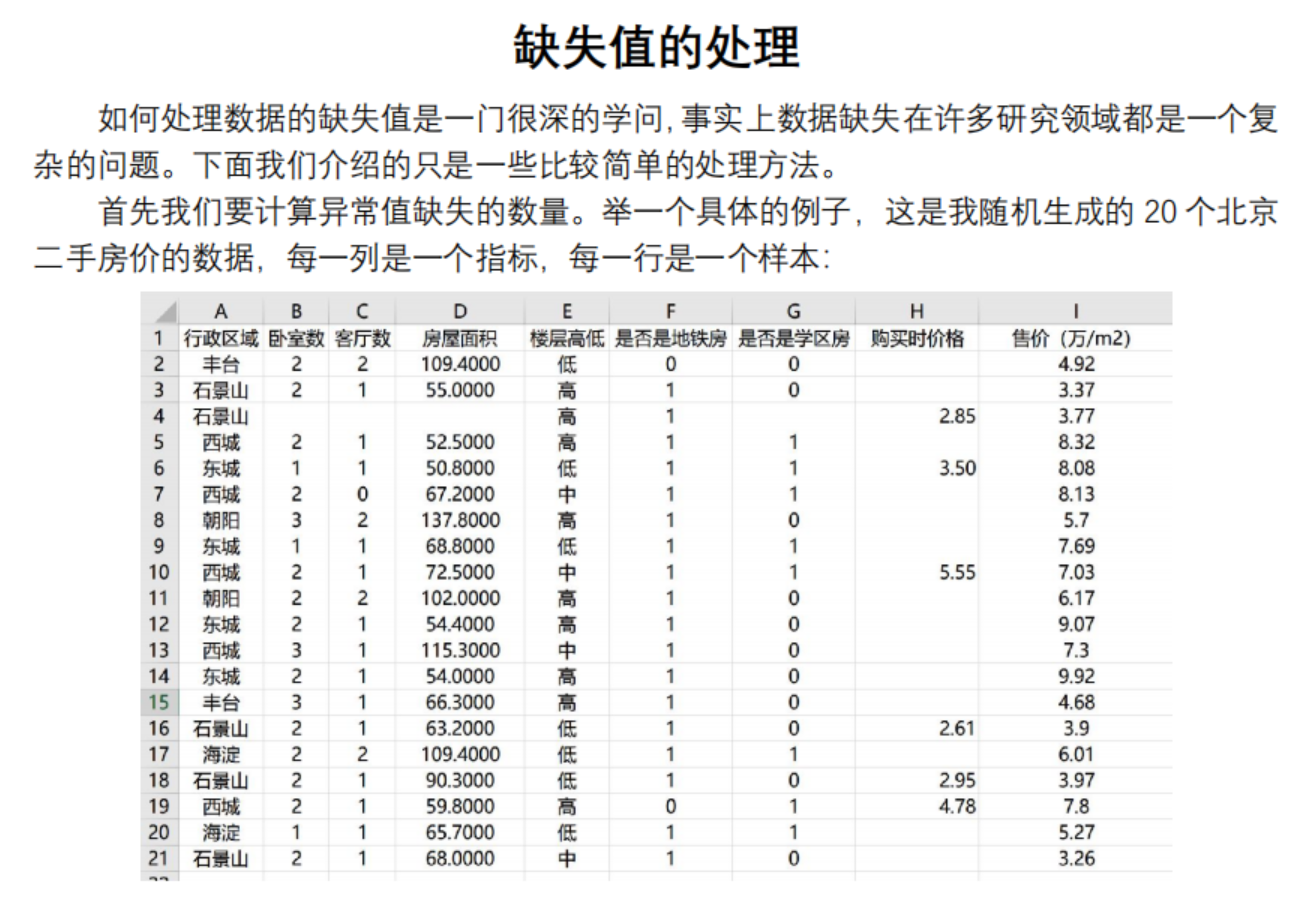 缺失值的处理
如何处理数据的缺失值是一门很深的学问, 事实上数据缺失在许多研究领域都是一个复
杂的问题。下面我们介绍的只是一些比较简单的处理方法。
首先我们要计算异常值缺失的数量。举一个具体的例子，这是我随机生成的 20 个北京
二手房价的数据，每一列是一个指标，每一行是一个样本：
A B C D E F G H I
1 行政区域 卧室数 客厅数 房屋面积 楼层高低 是否是地铁房 是否是学区房 购买时价格 售价（万/m2)
2 丰台 2 2 109.4000 低 0 0 4.92
3 石景山 2 1 55.0000 高 1 0 3.37
4 石景山 高 1 2.85 3.77
5 西城 2 1 52.5000 高 1 1 8.32
6 东城 1 1 50.8000 低 1 1 3.50 8.08
7 西城 2 0 67.2000 中 1 1 8.13
8 朝阳 3 2 137.8000 高 1 0 5.7
9 东城 1 1 68.8000 低 1 1 7.69
10 西城 2 1 72.5000 中 1 1 5.55 7.03
11 朝阳 2 2 102.0000 高 1 0 6.17
12 东城 2 1 54.4000 高 1 0 9.07
13 西城 3 1 115.3000 中 1 0 7.3
14 东城 2 1 54.0000 高 1 0 9.92
15 丰台 3 1 66.3000 高 1 0 4.68
16 石景山 2 1 63.2000 低 1 0 2.61 3.9
17 海淀 2 2 109.4000 低 1 1 6.01
18 石景山 2 1 90.3000 低 1 0 2.95 3.97
19 西城 2 1 59.8000 高 0 1 4.78 7.8
20 海淀 1 1 65.7000 低 1 1 5.27
21 石景山 2 1 68.0000 中 1 0 3.26